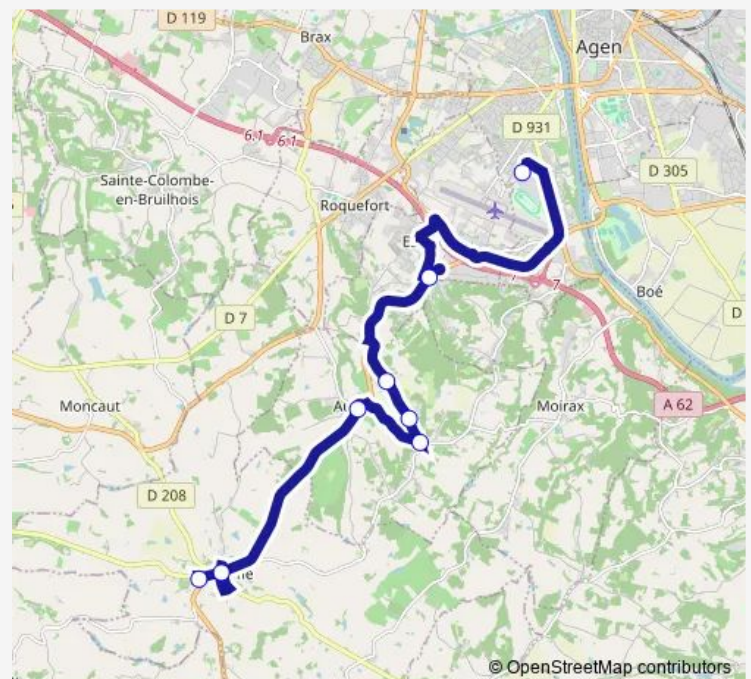 D 119
Brax
Agen
D 931
6.1
6.1
D 305
Sainte-Colombe-
en-Bruilhois
Roquefort
7
Boé
D 7
D
A 62
Moncaut
Moirax
D 208
© OpenStreetMap contributors